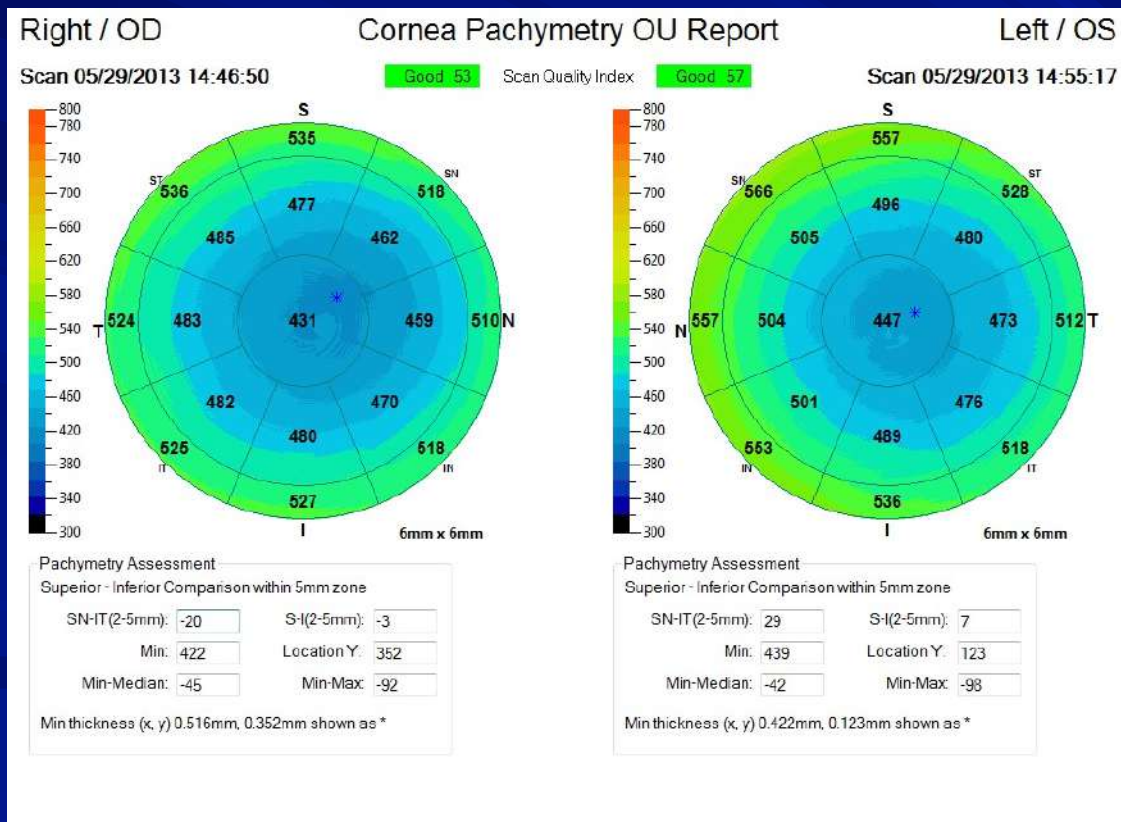 Right / OD Cornea Pachymetry OU Report Left / OS
Scan 05/29/2013 14:46:50 Good 53 Scan Quality Index Good 57 Scan 05/29/2013 14:55:17
800 S 800 S
780 535 780 557
740 740
ST 536 SN 518 SN 566 ST 528
700 477 700 496
660 485 462 660 505 480
620 620
580 580
540 T 524 483 431 459 510 N 540 N 557 504 447 * 473 512 T
*
500 500
460 482 470 460 501 476
420 480 420 489
380 525 518 380 553 518
IT IN IN IT
340 527 340 536
300 I 6mm x 6mm 300 I 6mm x 6mm
Pachymetry Assessment Pachymetry Assessment
Superior - Inferior Comparison within 5mm zone Superior - Inferior Comparison within 5mm zone
SN-IT(2-5mm): -20 S-I(2-5mm): -3 SN-IT(2-5mm): 29 S-I(2-5mm): 7
Min: 422 Location Y: 352 Min: 439 Location Y: 123
Min-Median: -45 Min-Max: -92 Min-Median: -42 Min-Max: -98
Min thickness (x, y) 0.516mm, 0.352mm shown as * Min thickness (x, y) 0.422mm, 0.123mm shown as *